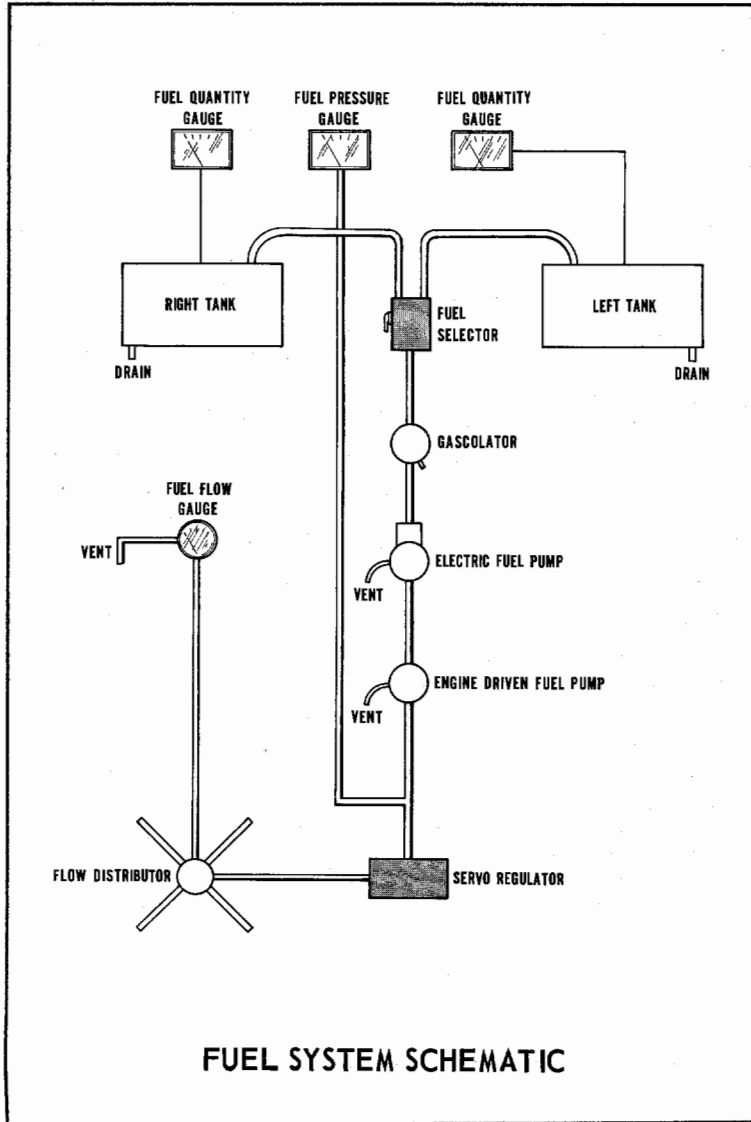 FUEL QUANTITY
GAUGE
FUEL PRESSURE
GAUGE
FUEL QUANTITY
GAUGE
RIGHT TANK
FUEL
SELECTOR
LEFT TANK
DRAIN
DRAIN
GASCOLATOR
FUEL FLOW
GAUGE
VENT
ELECTRIC FUEL PUMP
VENT
ENGINE DRIVEN FUEL PUMP
VENT
FLOW DISTRIBUTOR
SERVO REGULATOR
FUEL SYSTEM SCHEMATIC